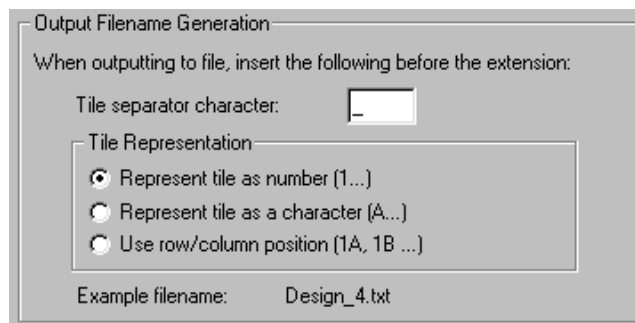 Output Filename Generation
When outputting to file, insert the following before the extension:
Tile separator character: _
Tile Representation
Represent tile as number (1...)
Represent tile as a character (A...)
Use row/column position (1A, 1B ...)
Example filename: Design_4.txt